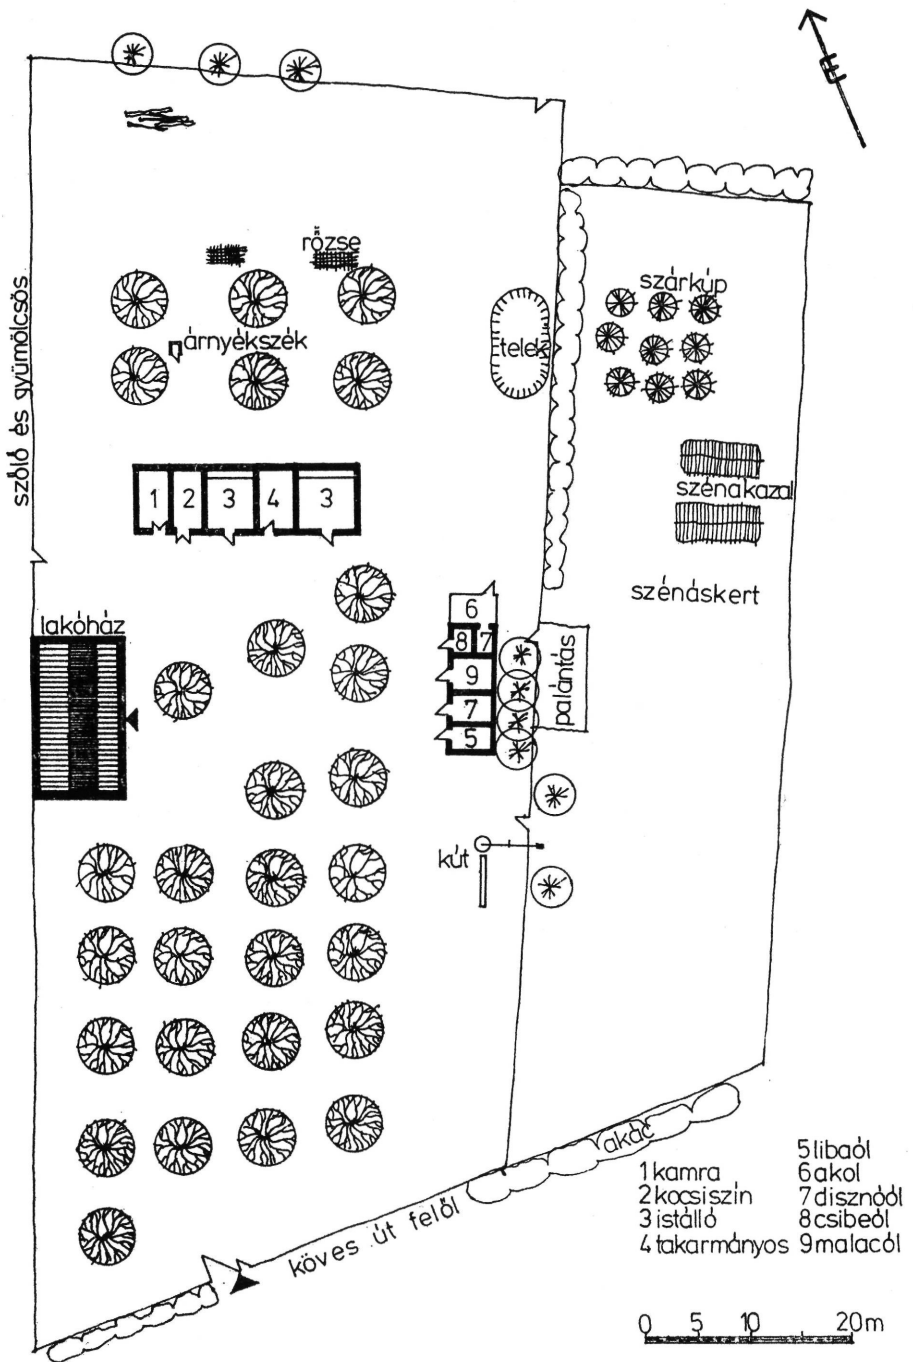 É
rőzse
szárkúp
árnyékszék
telek
szőlő és gyümölcsös
1 2 3 4 3
szénakazal
szénáskert
lakóház
6
8 7
9
7
5
palántás
kút
akác
köves út felől
1 kamra
2 kocsiszín
3 istálló
4 takarmányos
5 libaól
6 akol
7 disznóól
8 csibeól
9 malacól
0 5 10 20m